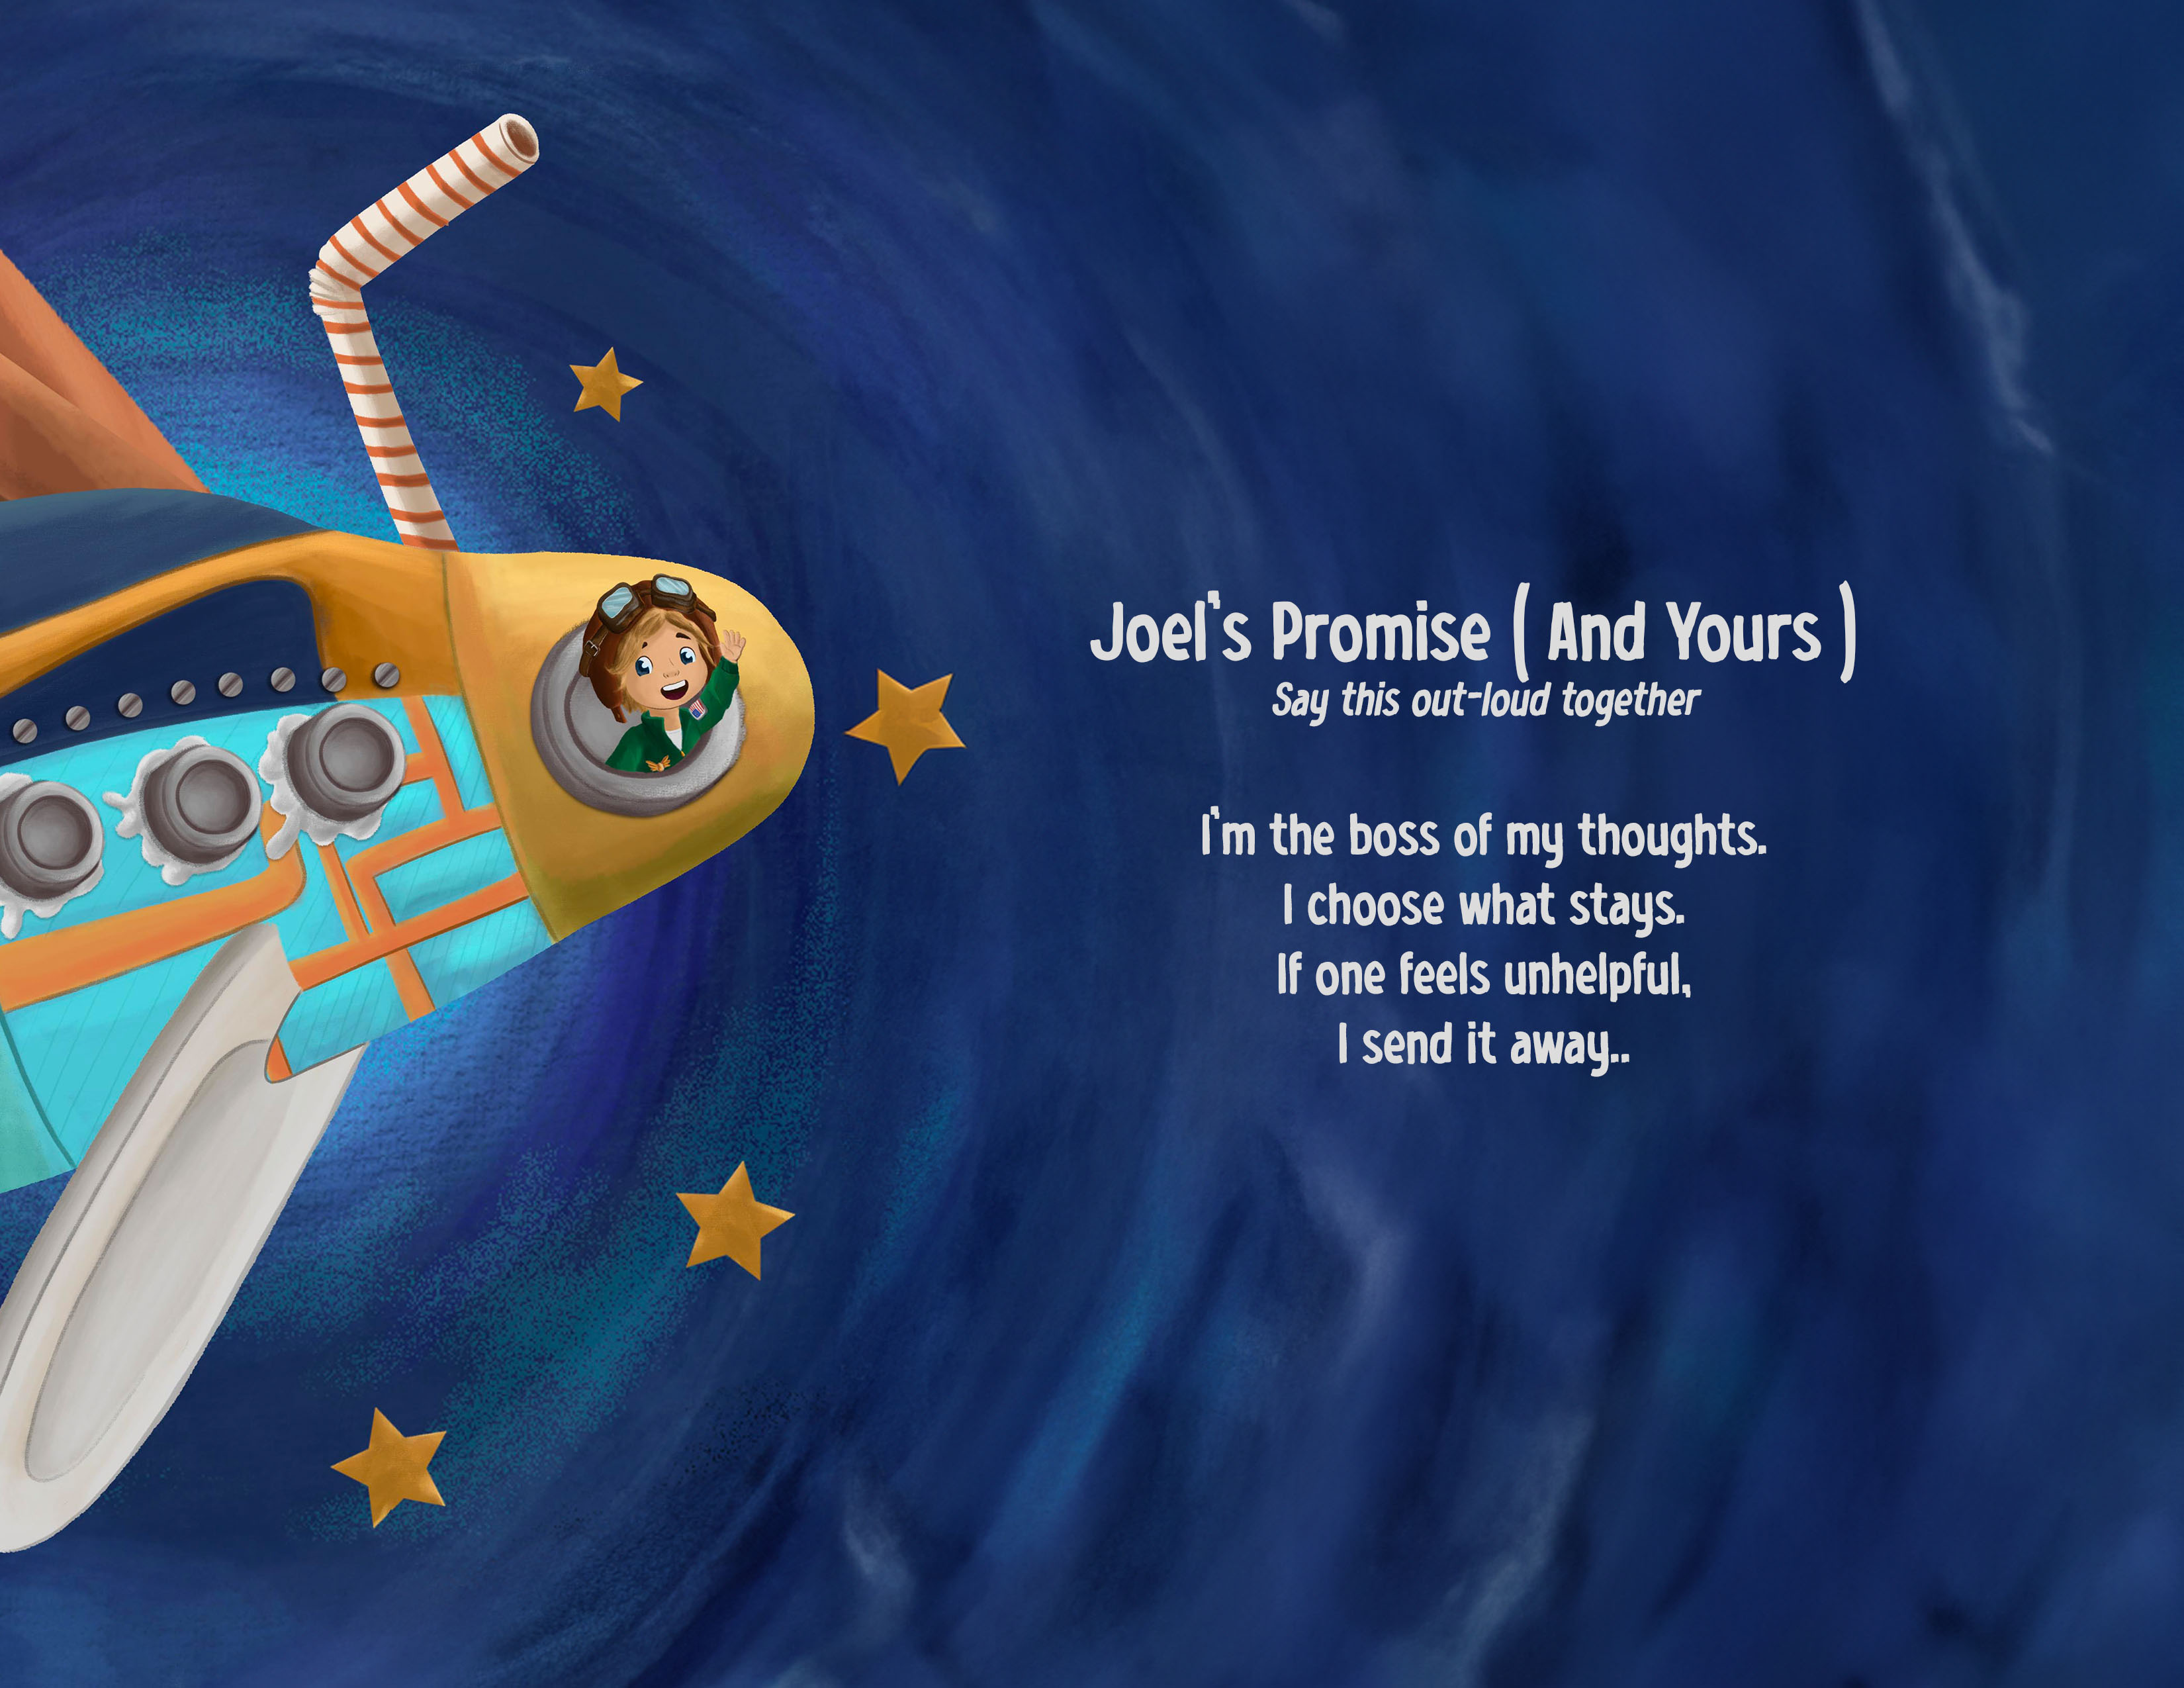 Joel's Promise ( And Yours )
Say this out-loud together
I'm the boss of my thoughts.
I choose what stays.
If one feels unhelpful,
I send it away..